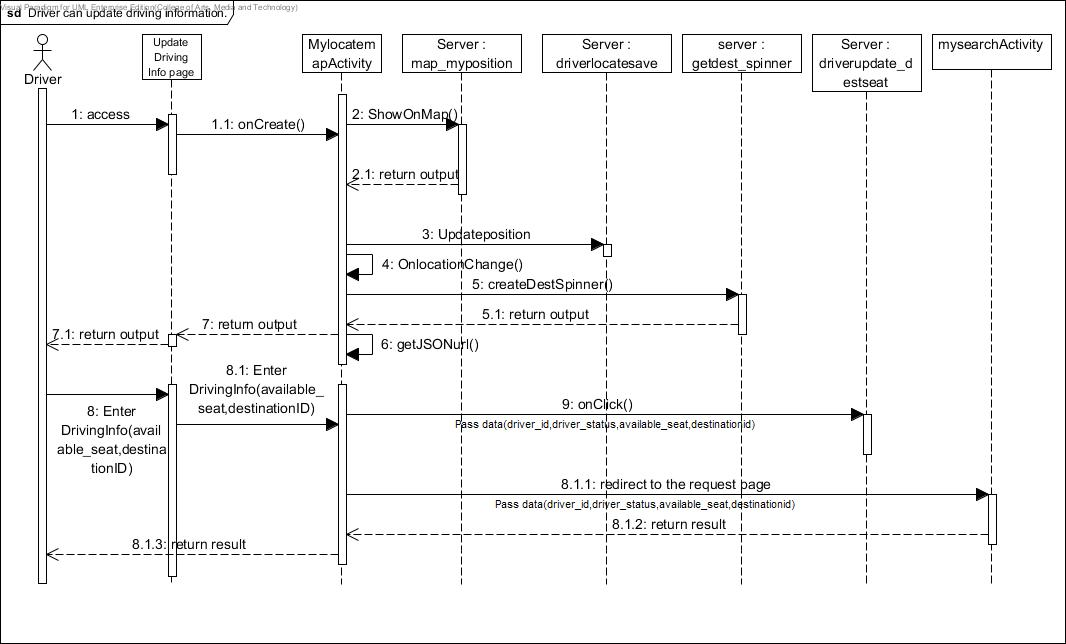 Visual Paradigm for UML Enterprise Edition(College of Arts, Media and Technology)
sd Driver can update driving information.
Driver
Update
Driving
Info page
Mylocatem
apActivity
Server :
map_myposition
Server :
driverlocatesave
server :
getdest_spinner
Server :
driverupdate_d
estseat
mysearchActivity
1: access
1.1: onCreate()
2: ShowOnMap()
2.1: return output
3: Updateposition
4: OnlocationChange()
5: createDestSpinner()
5.1: return output
7: return output
7.1: return output
6: getJSONurl()
8: Enter
DrivingInfo(avail
able_seat,destina
tionID)
8.1: Enter
DrivingInfo(available_
seat,destinationID)
9: onClick()
Pass data(driver_id,driver_status,available_seat,destinationid)
8.1.1: redirect to the request page
Pass data(driver_id,driver_status,available_seat,destinationid)
8.1.2: return result
8.1.3: return result